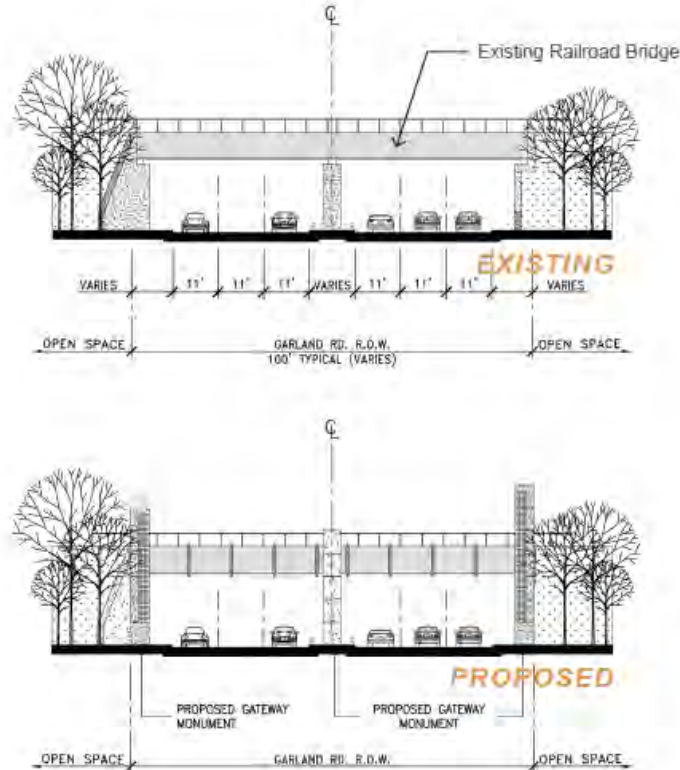 ℄
Existing Railroad Bridge
EXISTING
VARIES 11' 11' 11' VARIES 11' 11' 11' VARIES
OPEN SPACE GARLAND RD. R.O.W. OPEN SPACE
100' TYPICAL (VARIES)
℄
PROPOSED
PROPOSED GATEWAY PROPOSED GATEWAY
MONUMENT MONUMENT
OPEN SPACE GARLAND RD. R.O.W. OPEN SPACE